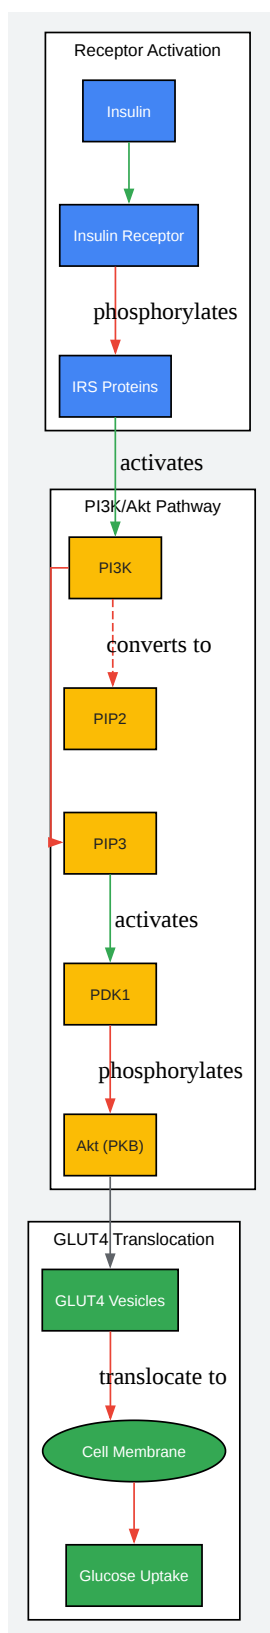 Receptor Activation
Insulin
Insulin Receptor
phosphorylates
IRS Proteins
activates
PI3K/Akt Pathway
PI3K
converts to
PIP2
PIP3
activates
PDK1
phosphorylates
Akt (PKB)
GLUT4 Translocation
GLUT4 Vesicles
translocate to
Cell Membrane
Glucose Uptake